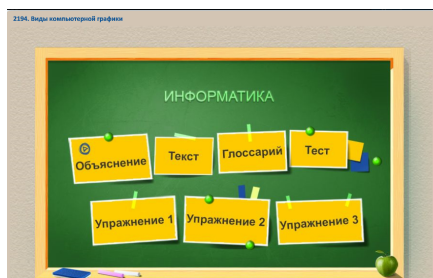 2194. Виды компьютерной графики
ИНФОРМАТИКА
Объяснение
Текст
Глоссарий
Тест
Упражнение 1
Упражнение 2
Упражнение 3